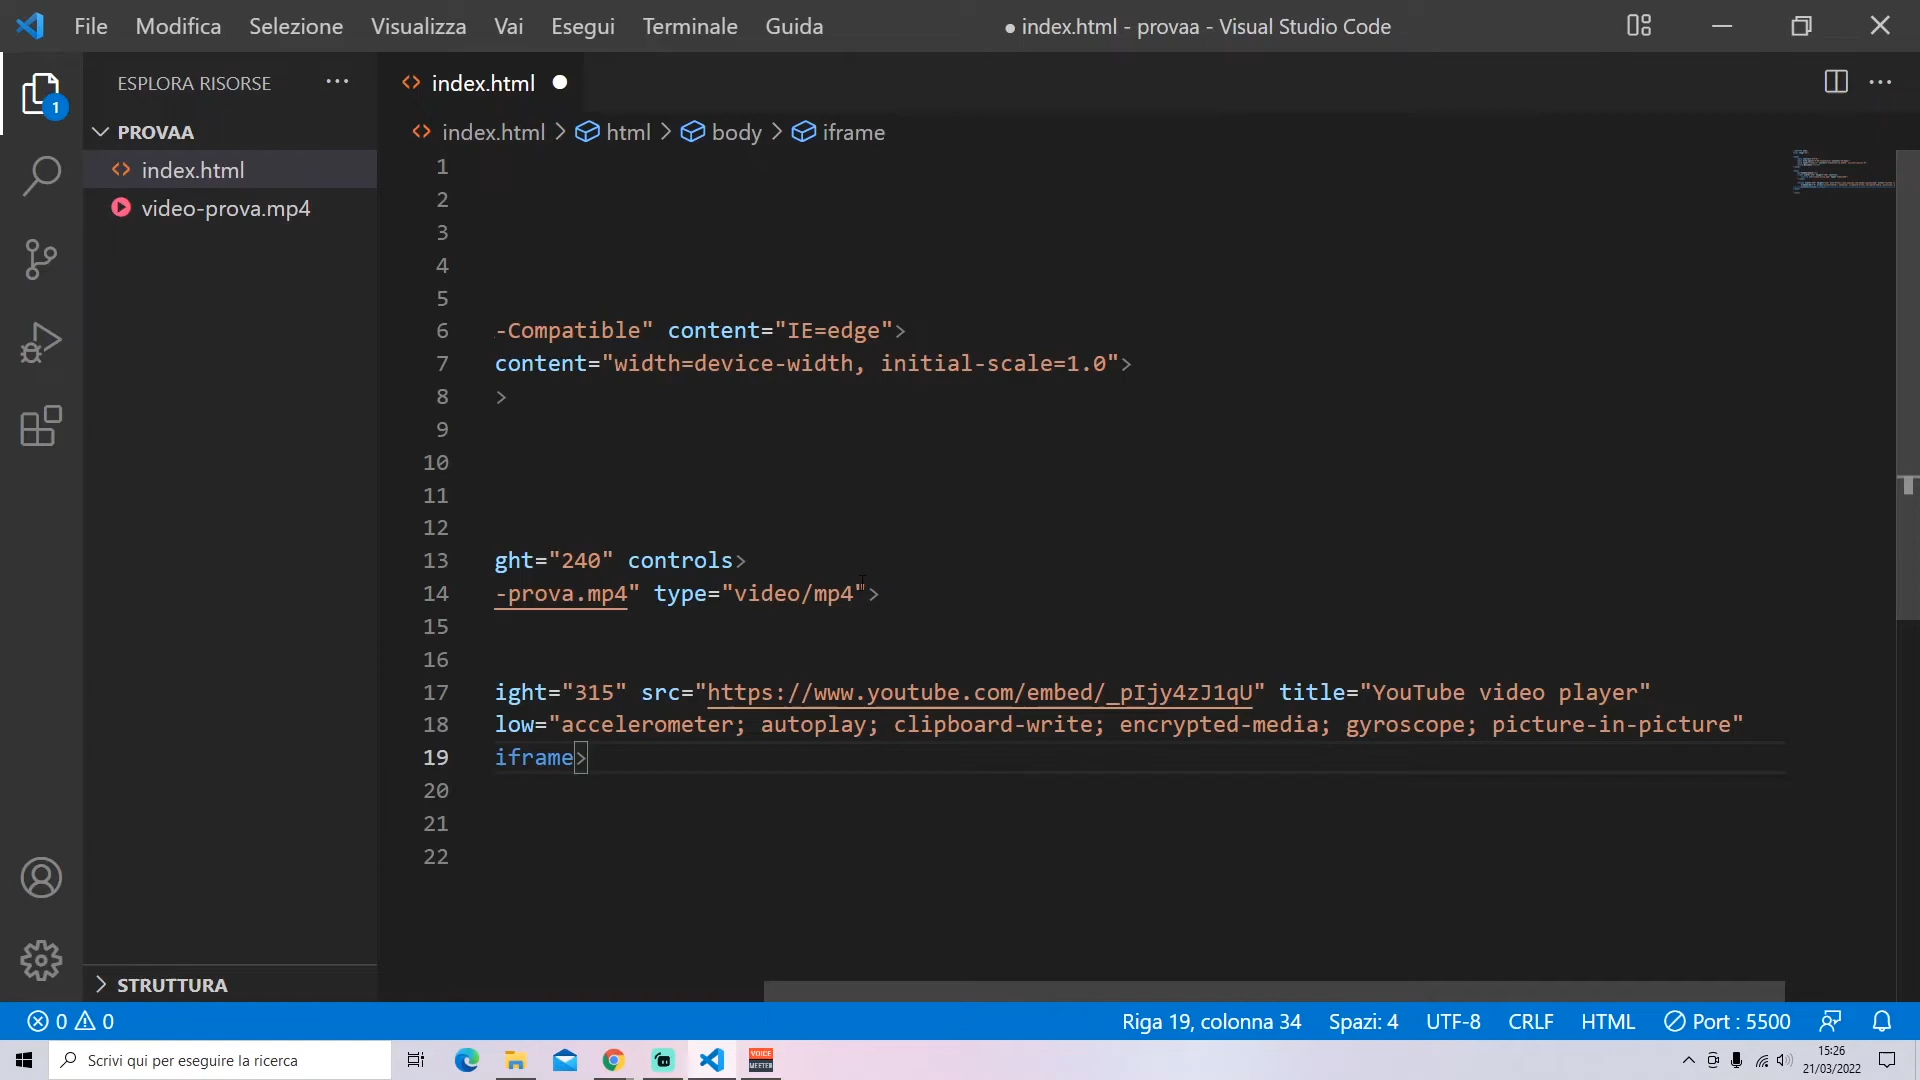 File Modifica Selezione Visualizza Vai Esegui Terminale Guida ● index.html - provaa - Visual Studio Code
ESPLORA RISORSE ···
index.html
1
PROVAA
index.html > html > body > iframe
index.html
video-prova.mp4
1
2
3
4
5
6 -Compatible" content="IE=edge">
7 content="width=device-width, initial-scale=1.0">
8 >
9
10
11
12
13 ght="240" controls>
14 -prova.mp4" type="video/mp4">
15
16
17 ight="315" src="https://www.youtube.com/embed/_pIjy4zJ1qU" title="YouTube video player"
18 low="accelerometer; autoplay; clipboard-write; encrypted-media; gyroscope; picture-in-picture"
19 iframe>
20
21
22
STRUTTURA
0 0 Riga 19, colonna 34 Spazi: 4 UTF-8 CRLF HTML Port : 5500
Scrivi qui per eseguire la ricerca
VOICE
MEETER
15:26
21/03/2022